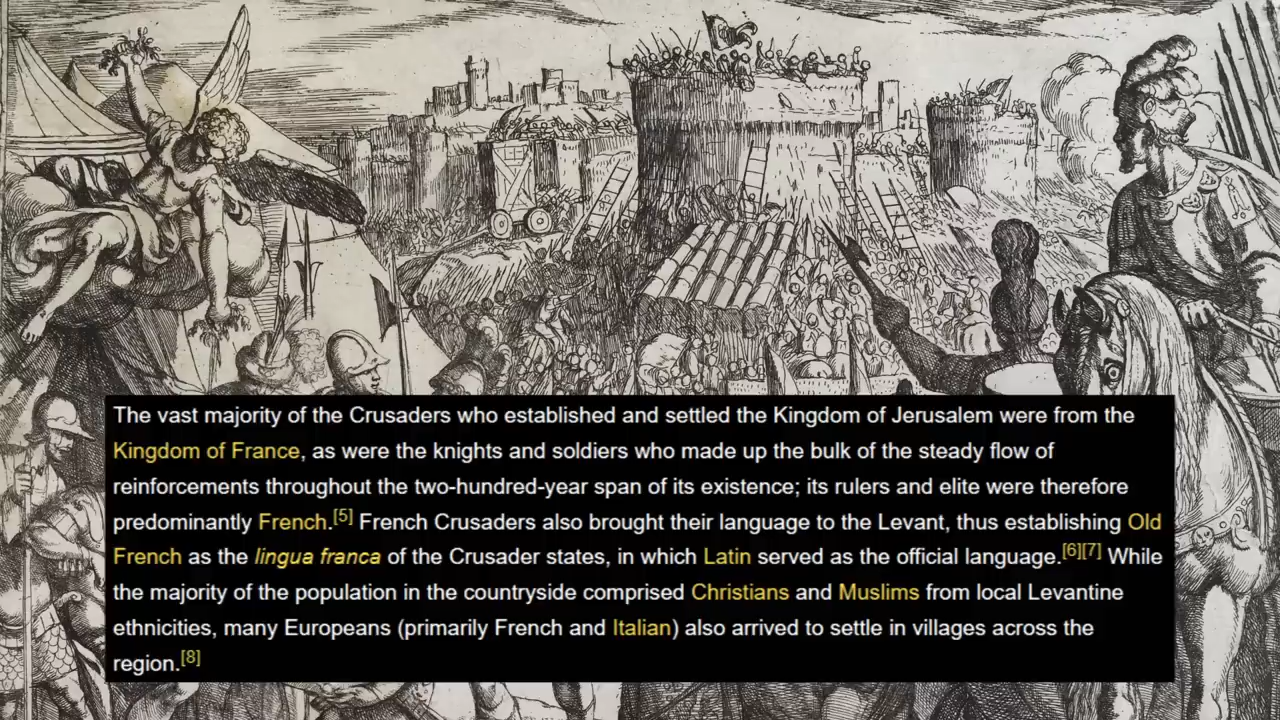 The vast majority of the Crusaders who established and settled the Kingdom of Jerusalem were from the
Kingdom of France, as were the knights and soldiers who made up the bulk of the steady flow of
reinforcements throughout the two-hundred-year span of its existence; its rulers and elite were therefore
predominantly French.[5] French Crusaders also brought their language to the Levant, thus establishing Old
French as the lingua franca of the Crusader states, in which Latin served as the official language.[6][7] While
the majority of the population in the countryside comprised Christians and Muslims from local Levantine
ethnicities, many Europeans (primarily French and Italian) also arrived to settle in villages across the
region.[8]